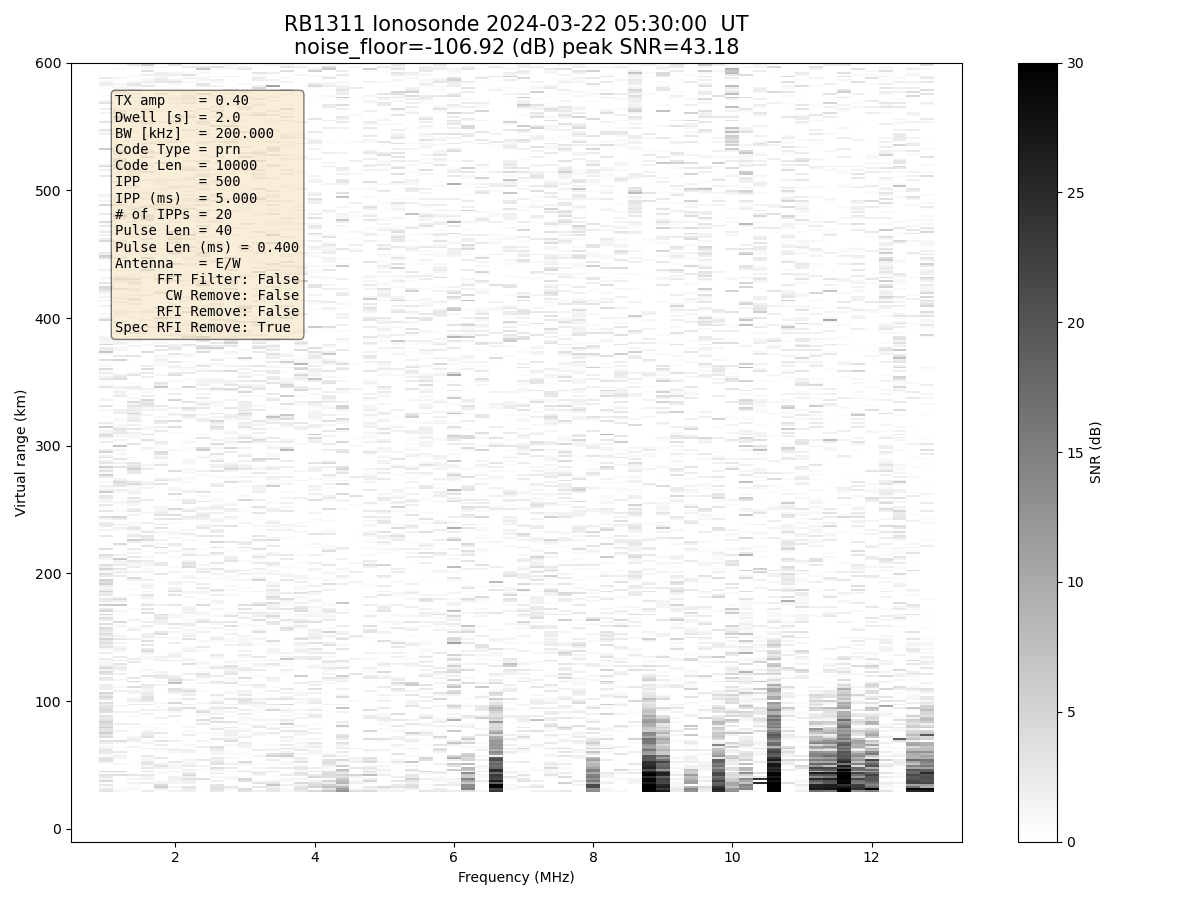 RB1311 Ionosonde 2024-03-22 05:30:00 UT
noise_floor=-106.92 (dB) peak SNR=43.18
TX amp = 0.40
Dwell [s] = 2.0
BW [kHz] = 200.000
Code Type = prn
Code Len = 10000
IPP = 500
IPP (ms) = 5.000
# of IPPs = 20
Pulse Len = 40
Pulse Len (ms) = 0.400
Antenna = E/W
FFT Filter: False
CW Remove: False
RFI Remove: False
Spec RFI Remove: True
Virtual range (km)
600
500
400
300
200
100
0
2 4 6 8 10 12
Frequency (MHz)
30
25
20
15
10
5
0
SNR (dB)